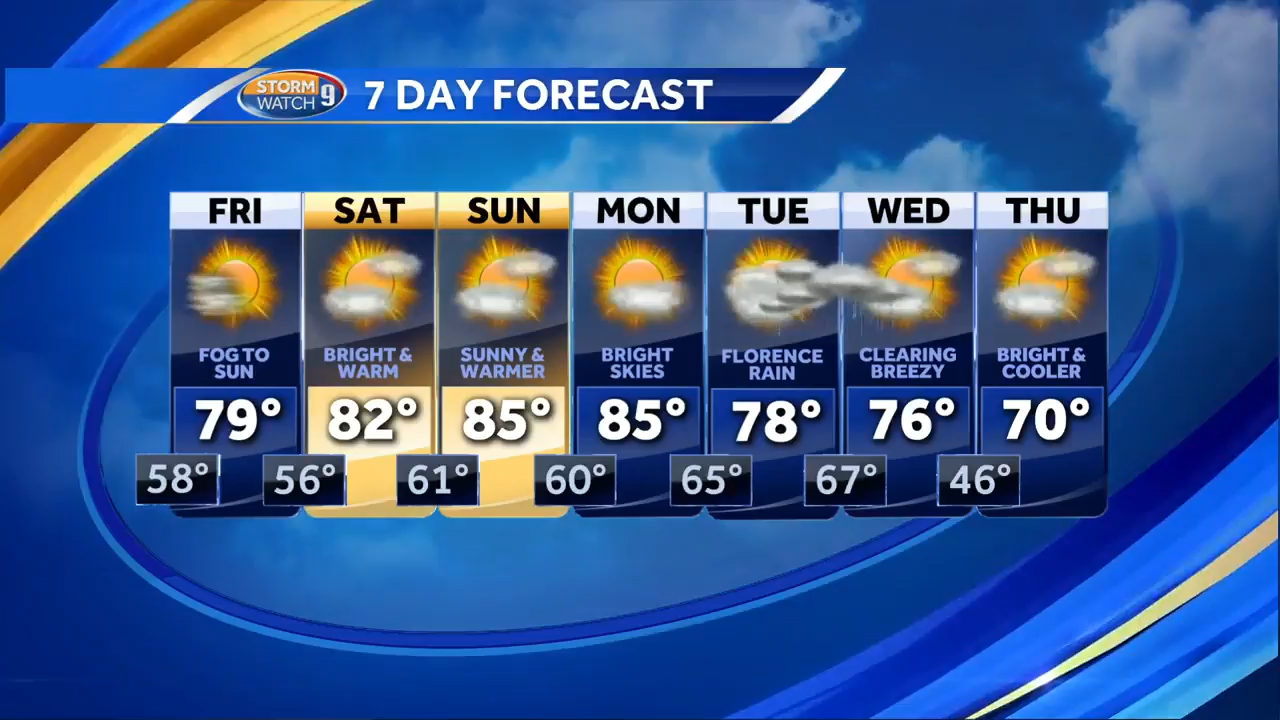 STORM
WATCH 9
7 DAY FORECAST
FRI SAT SUN MON TUE WED THU
FOG TO SUN
BRIGHT & WARM
SUNNY & WARMER
BRIGHT SKIES
FLORENCE RAIN
CLEARING BREEZY
BRIGHT & COOLER
79° 82° 85° 85° 78° 76° 70°
58° 56° 61° 60° 65° 67° 46°